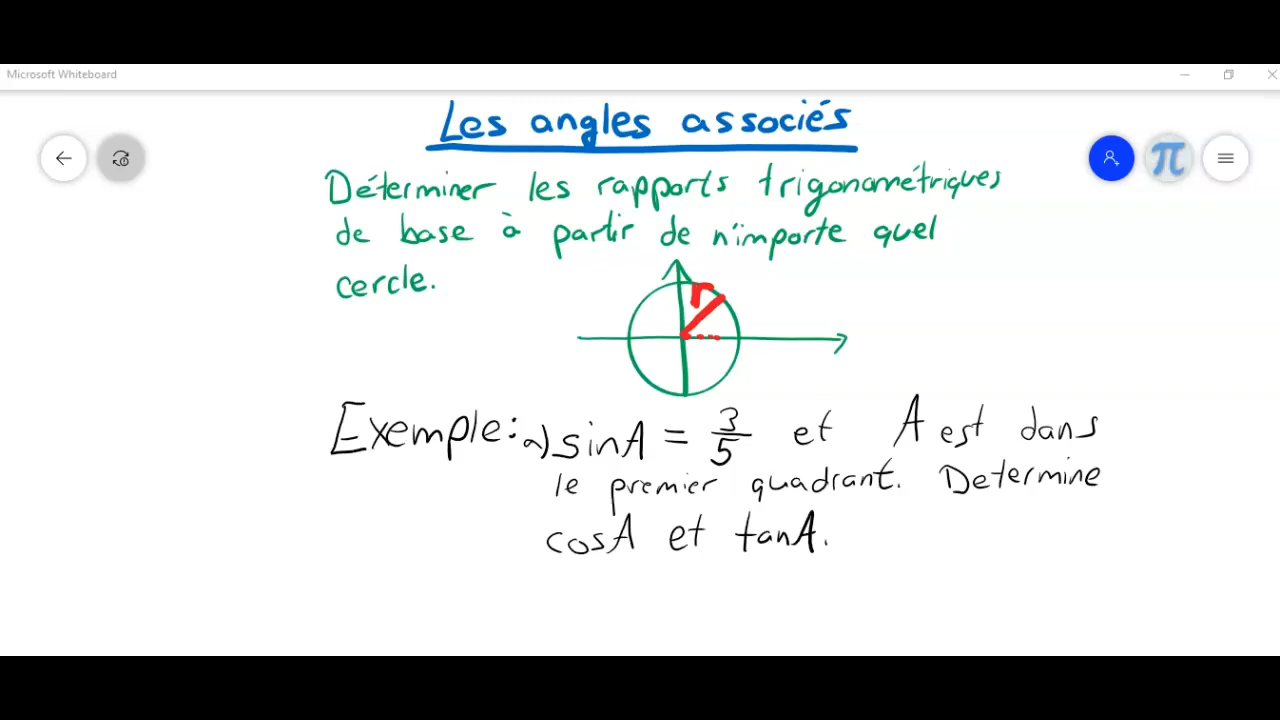 Microsoft Whiteboard
Les angles associés
Déterminer les rapports trigonométriques
de base à partir de n'importe quel
cercle.
r
Exemple: a) sinA = 3/5 et A est dans
le premier quadrant. Determine
cosA et tanA.
π